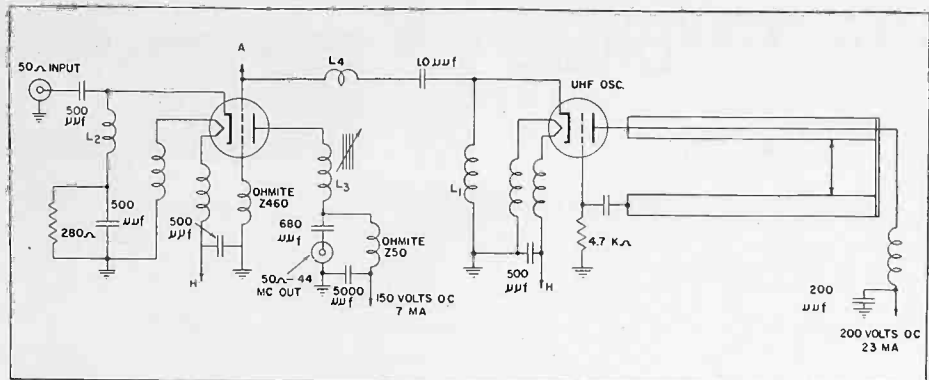 A
L4
1.0 μμf
UHF OSC.
50Ω INPUT
500
μμf
L2
L1
L3
OHMITE
Z460
500
μμf
280Ω
500
μμf
680
μμf
OHMITE
Z50
4.7 KΩ
500
μμf
50Ω-44
MC OUT
5000
μμf
H
H
200
μμf
150 VOLTS DC
7 MA
200 VOLTS DC
23 MA